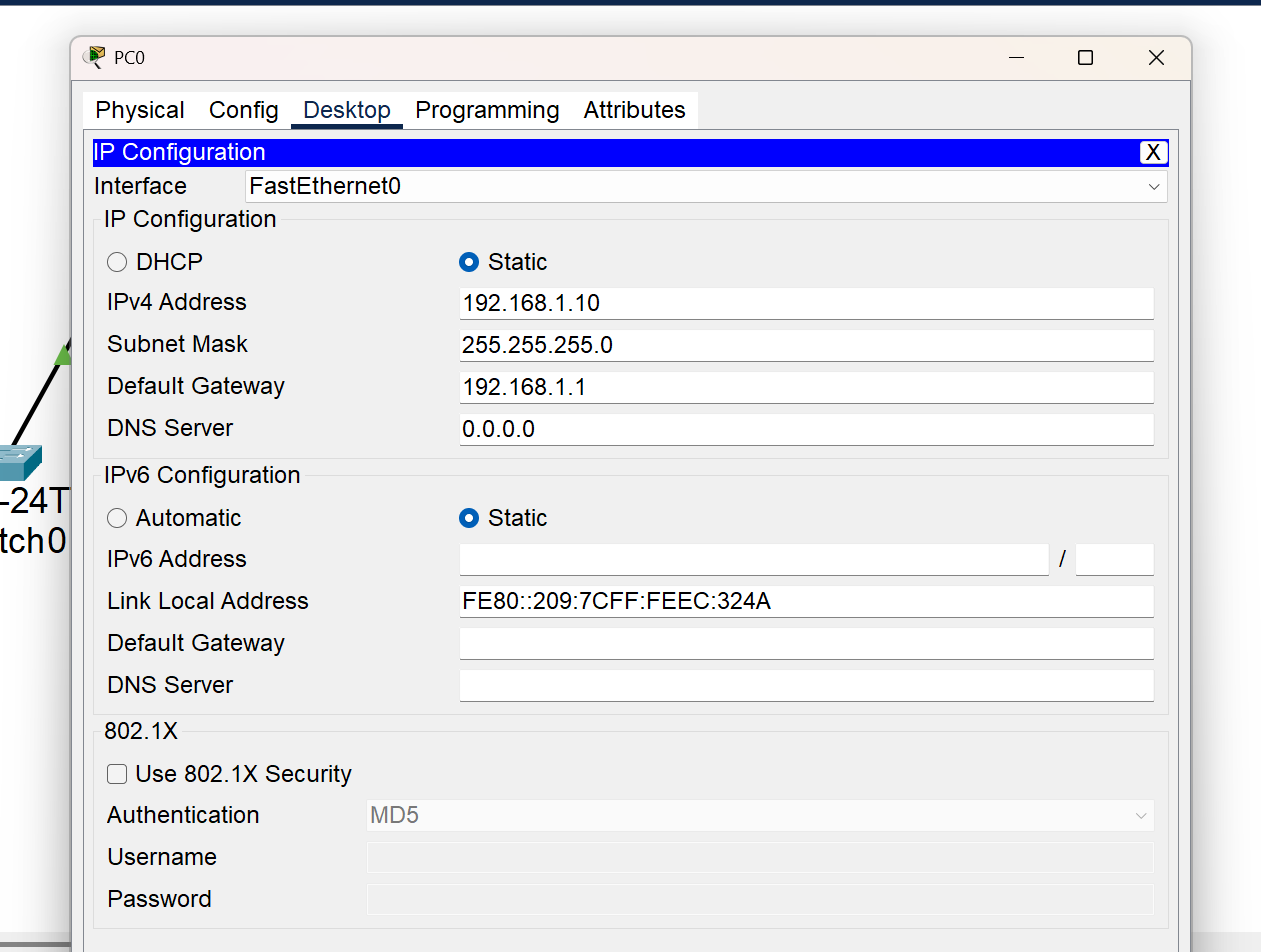 PC0
Physical Config Desktop Programming Attributes
IP Configuration X
Interface FastEthernet0
IP Configuration
DHCP Static
IPv4 Address 192.168.1.10
Subnet Mask 255.255.255.0
Default Gateway 192.168.1.1
DNS Server 0.0.0.0
IPv6 Configuration
Automatic Static
IPv6 Address /
Link Local Address FE80::209:7CFF:FEEC:324A
-24T
tch0
Default Gateway
DNS Server
802.1X
Use 802.1X Security
Authentication MD5
Username
Password